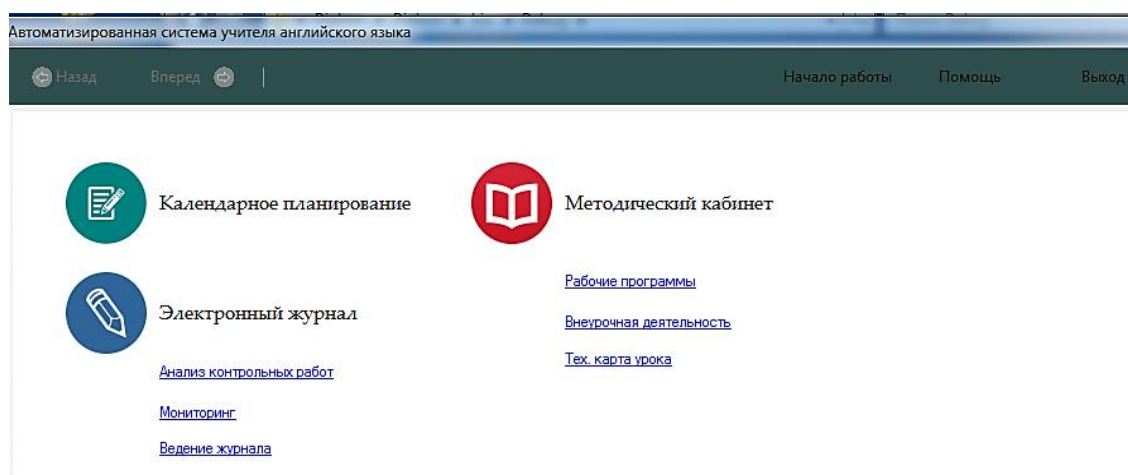 Автоматизированная система учителя английского языка
Назад Вперед Начало работы Помощь Выход
Календарное планирование
Методический кабинет
Рабочие программы
Внеурочная деятельность
Тех. карта урока
Электронный журнал
Анализ контрольных работ
Мониторинг
Ведение журнала